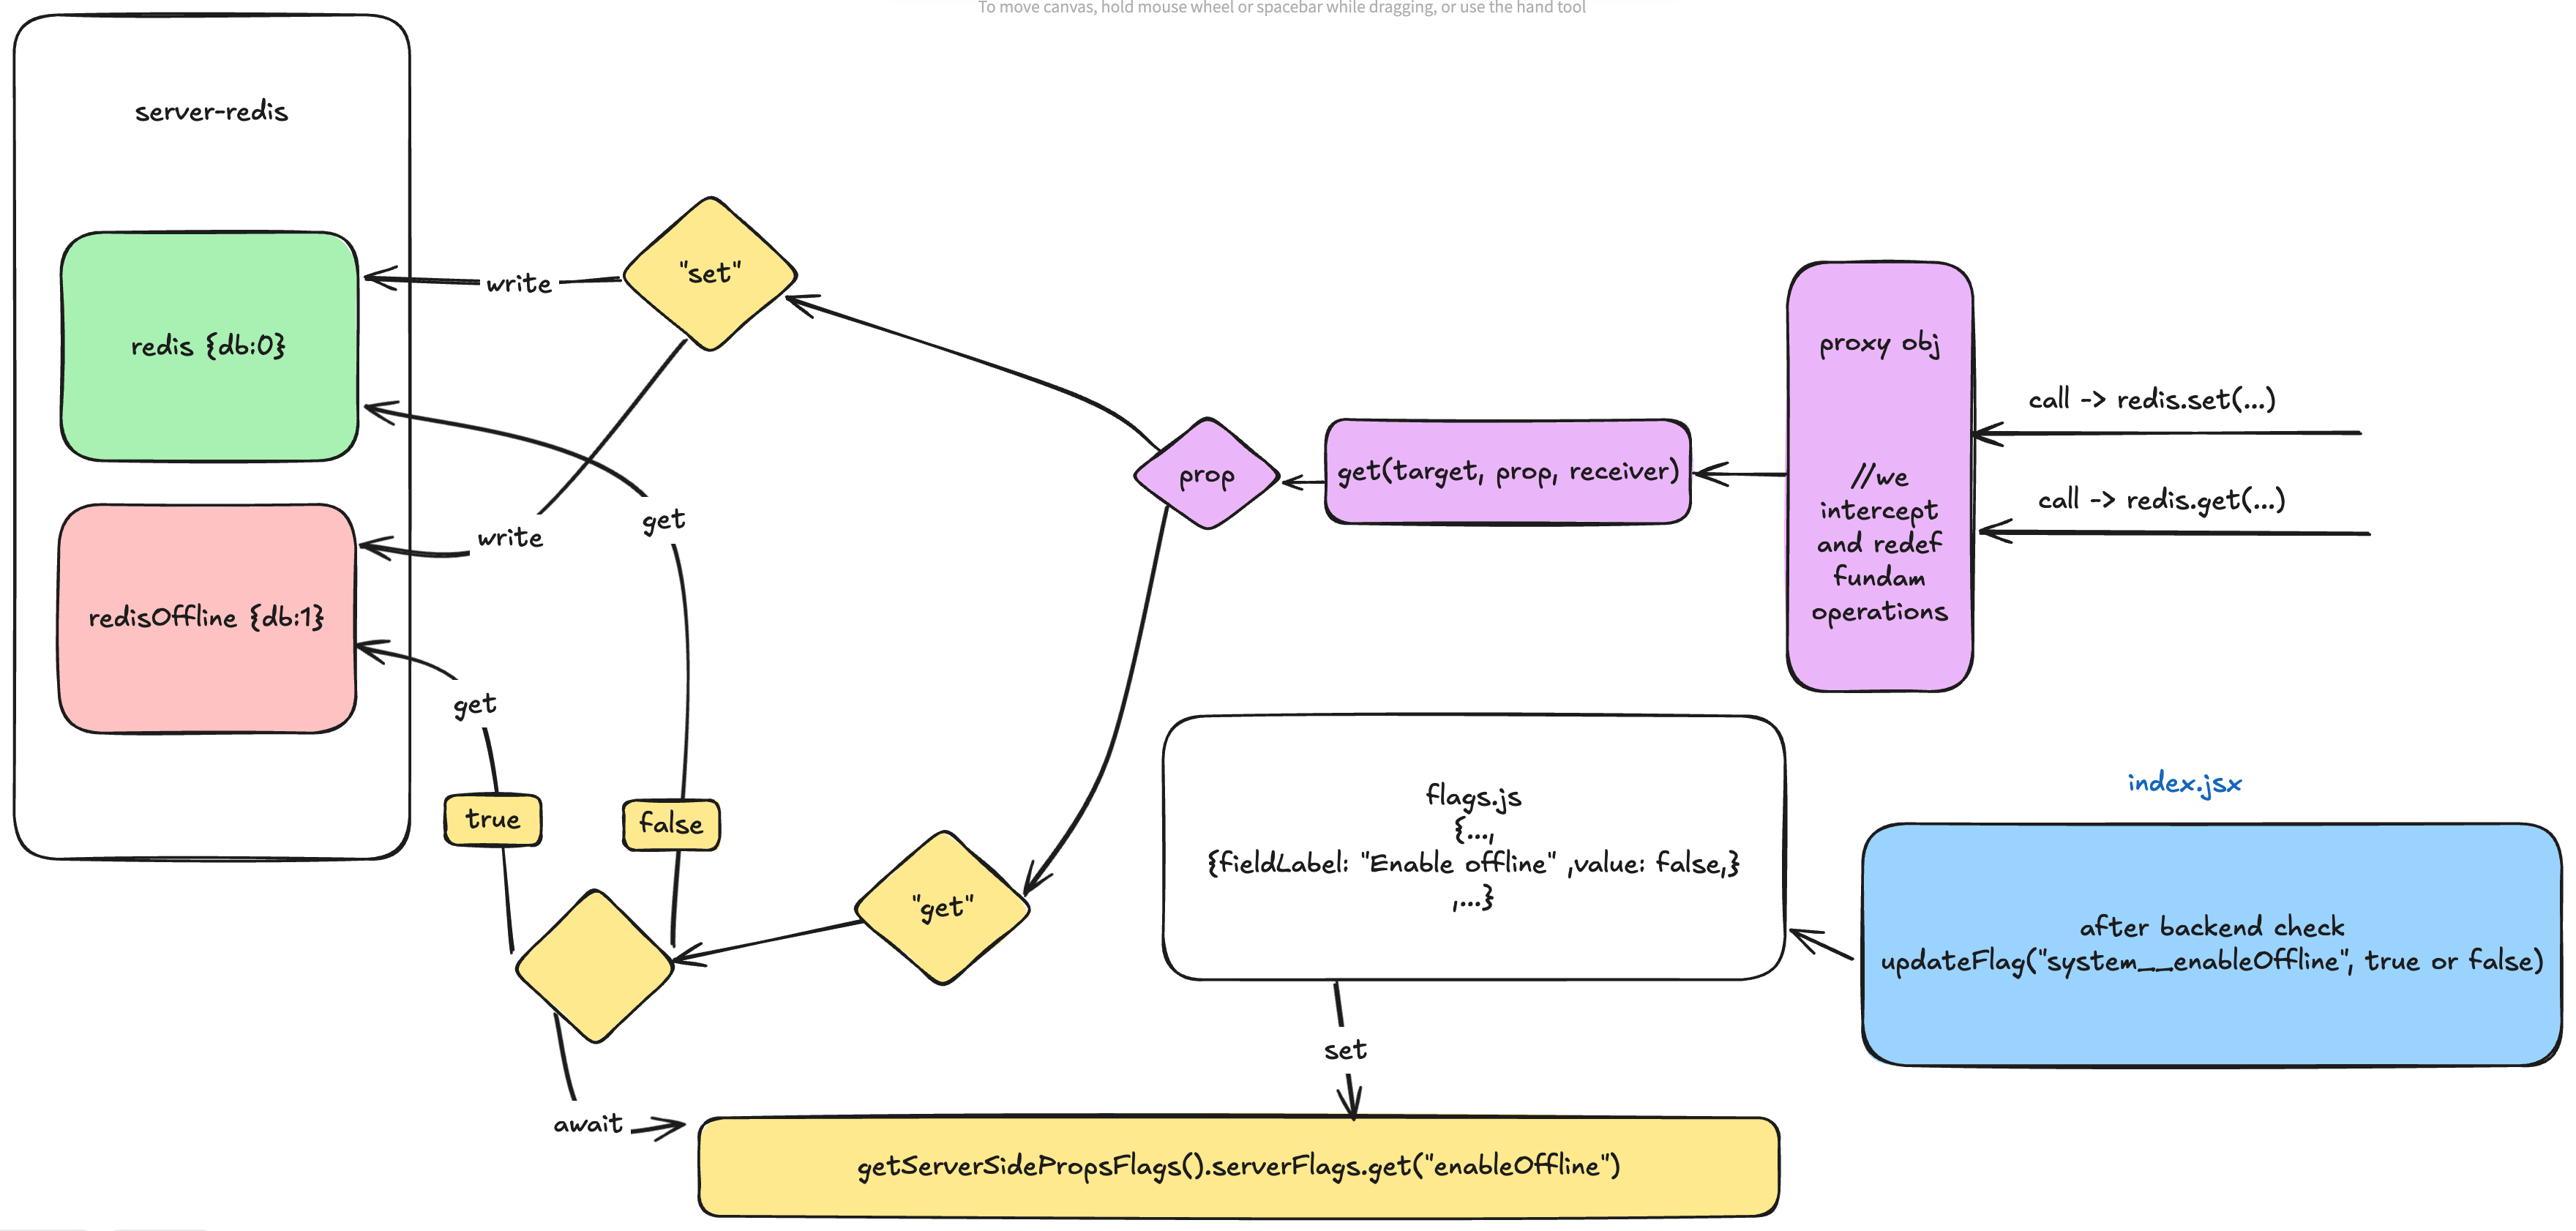 To move canvas, hold mouse wheel or spacebar while dragging, or use the hand tool
server-redis
redis {db:0}
redisOffline {db:1}
write
"set"
write
get
get
true
false
"get"
await
prop
get(target, prop, receiver)
proxy obj
//we
intercept
and redef
fundam
operations
call -> redis.set(...)
call -> redis.get(...)
flags.js
{...,
{fieldLabel: "Enable offline" ,value: false,}
,...}
set
index.jsx
after backend check
updateFlag("system__enableOffline", true or false)
getServerSidePropsFlags().serverFlags.get("enableOffline")